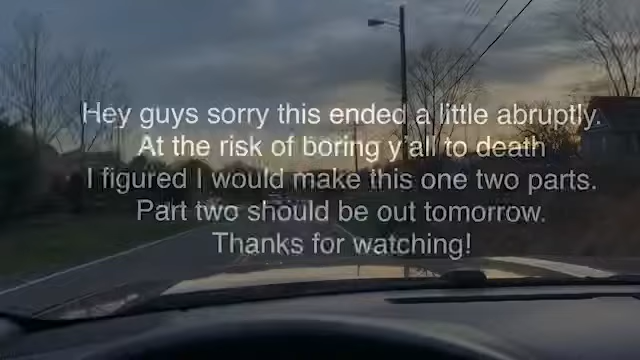 Hey guys sorry this ended a little abruptly.
At the risk of boring y'all to death
I figured I would make this one two parts.
Part two should be out tomorrow.
Thanks for watching!